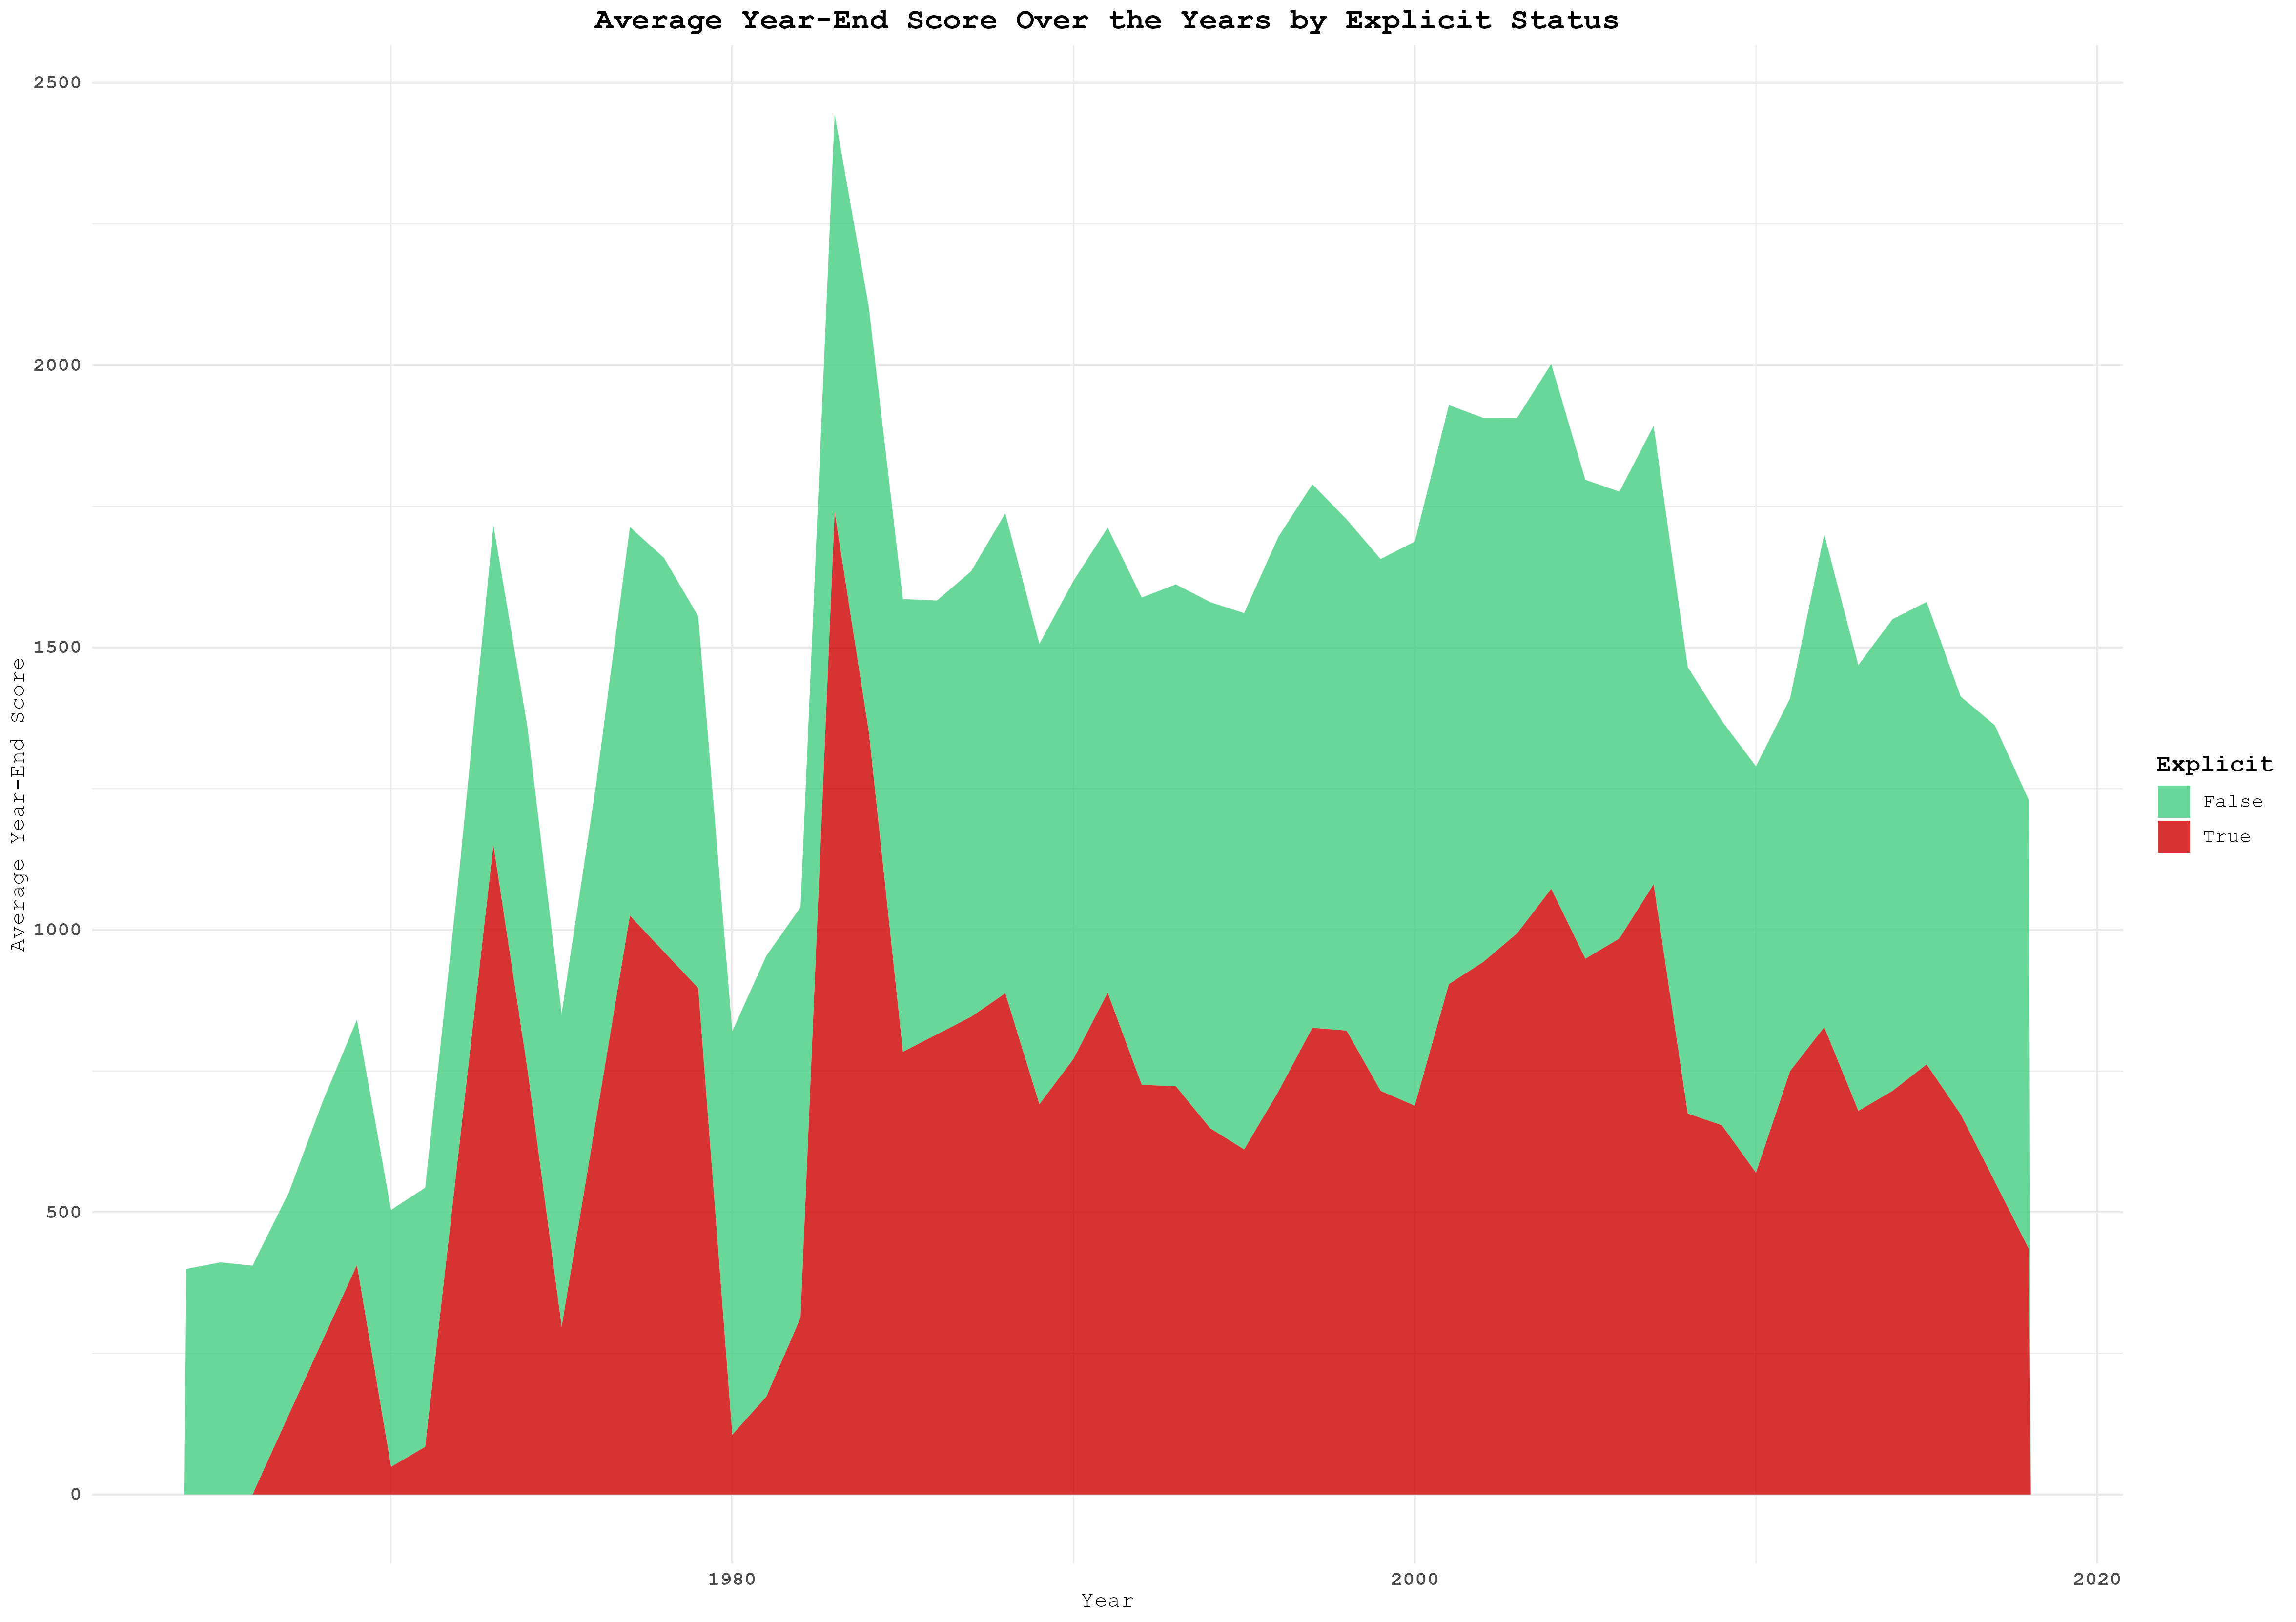 Average Year-End Score Over the Years by Explicit Status
2500
2000
1500
1000
500
0
Average Year-End Score
1980
2000
2020
Year
Explicit
False
True